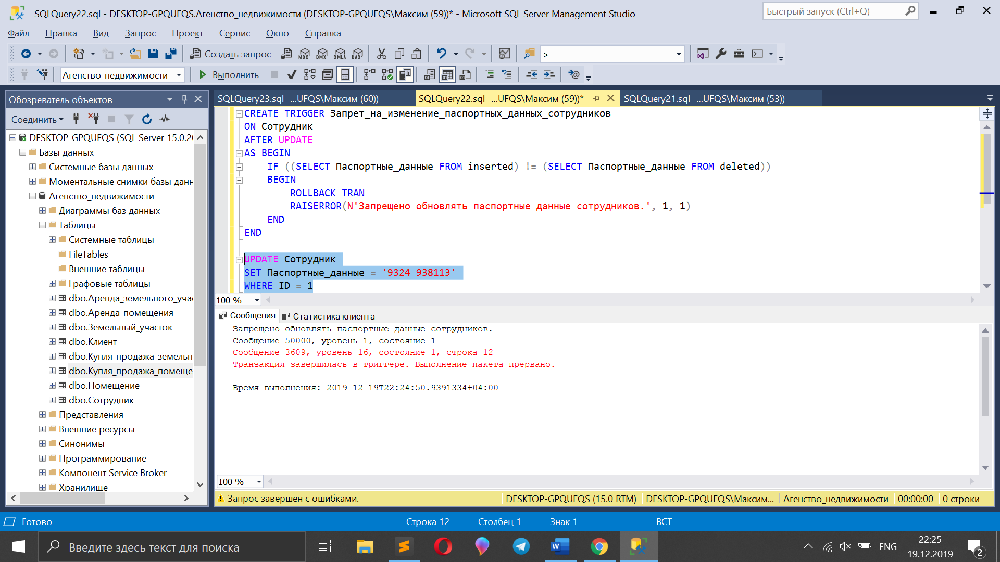 SQLQuery22.sql - DESKTOP-GPQUFQS.Агенство_недвижимости (DESKTOP-GPQUFQS\Максим (59))* - Microsoft SQL Server Management Studio
Быстрый запуск (Ctrl+Q)
Файл Правка Вид Запрос Проект Сервис Окно Справка
Создать запрос MDX DMX XMLA DAX >
Агенство_недвижимости Выполнить
Обозреватель объектов
Соединить
DESKTOP-GPQUFQS (SQL Server 15.0.20
Базы данных
Системные базы данных
Моментальные снимки базы данн
Агенство_недвижимости
Диаграммы баз данных
Таблицы
Системные таблицы
FileTables
Внешние таблицы
Графовые таблицы
dbo.Аренда_земельного_учас
dbo.Аренда_помещения
dbo.Земельный_участок
dbo.Клиент
dbo.Купля_продажа_земельн
dbo.Купля_продажа_помеще
dbo.Помещение
dbo.Сотрудник
Представления
Внешние ресурсы
Синонимы
Программирование
Компонент Service Broker
Хранилище
SQLQuery23.sql -...UFQS\Максим (60)) SQLQuery22.sql -...UFQS\Максим (59))* SQLQuery21.sql -...UFQS\Максим (53))
CREATE TRIGGER Запрет_на_изменение_паспортных_данных_сотрудников
ON Сотрудник
AFTER UPDATE
AS BEGIN
IF ((SELECT Паспортные_данные FROM inserted) != (SELECT Паспортные_данные FROM deleted))
BEGIN
ROLLBACK TRAN
RAISERROR(N'Запрещено обновлять паспортные данные сотрудников.', 1, 1)
END
END
UPDATE Сотрудник
SET Паспортные_данные = '9324 938113'
WHERE ID = 1
100 %
Сообщения Статистика клиента
Запрещено обновлять паспортные данные сотрудников.
Сообщение 50000, уровень 1, состояние 1
Сообщение 3609, уровень 16, состояние 1, строка 12
Транзакция завершилась в триггере. Выполнение пакета прервано.
Время выполнения: 2019-12-19T22:24:50.9391334+04:00
100 %
Запрос завершен с ошибками. DESKTOP-GPQUFQS (15.0 RTM) DESKTOP-GPQUFQS\Максим... Агенство_недвижимости 00:00:00 0 строки
Готово Строка 12 Столбец 1 Знак 1 ВСТ
Введите здесь текст для поиска
ENG
22:25
19.12.2019
2